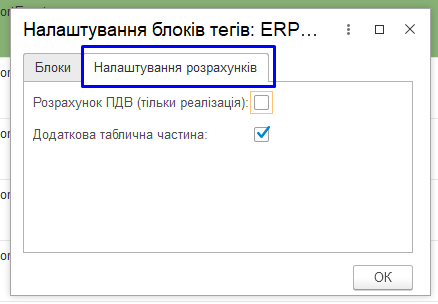 Налаштування блоків тегів: ERP...
Блоки
Налаштування розрахунків
Розрахунок ПДВ (тільки реалізація):
Додаткова таблична частина:
OK